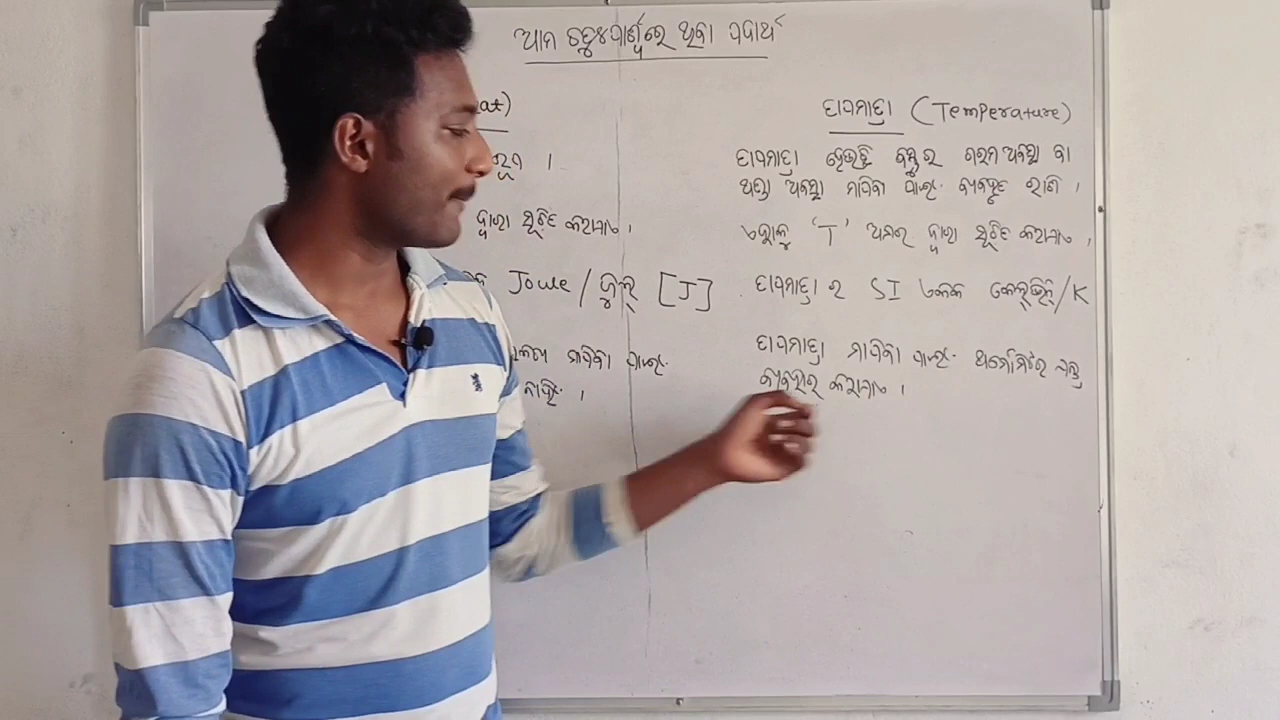 ଆମ ଚତୁଃପାର୍ଶ୍ୱରେ ଥିବା ପଦାର୍ଥ
at)
ଦ୍ୱାରା ସୂଚିତ କରାଯାଏ ।
Joule / ଜୁଲ୍ [J]
ମାପିବା ପାଇଁ
ନାହିଁ ।
ତାପମାତ୍ରା (Temperature)
ତାପମାତ୍ରା ହେଉଛି ବସ୍ତୁର ଗରମ ଅବସ୍ଥା ବା
ଥଣ୍ଡା ଅବସ୍ଥା ମାପିବା ପାଇଁ ବ୍ୟବହୃତ ରାଶି ।
ଏହାକୁ 'T' ଅକ୍ଷର ଦ୍ୱାରା ସୂଚିତ କରାଯାଏ ।
ତାପମାତ୍ରା ର SI ଏକକ କେଲ୍‌ଭିନ୍/K
ତାପମାତ୍ରା ମାପିବା ପାଇଁ ଥର୍ମୋମିଟର ଯନ୍ତ୍ର
ବ୍ୟବହାର କରାଯାଏ ।